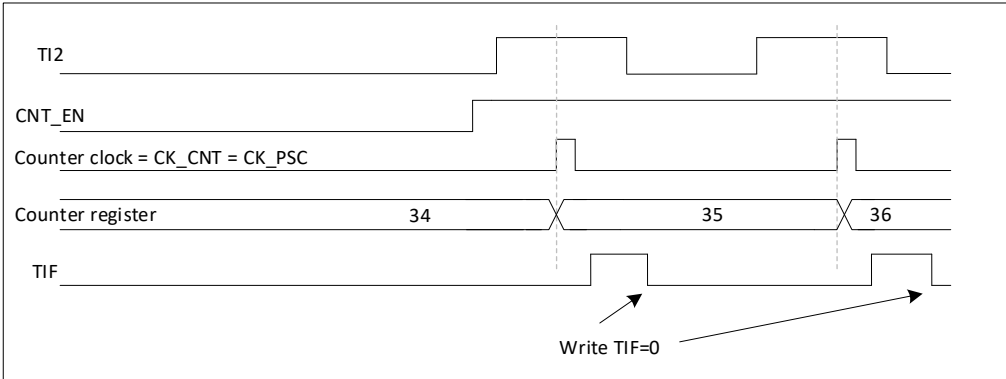 TI2
CNT_EN
Counter clock = CK_CNT = CK_PSC
Counter register 34 35 36
TIF
Write TIF=0